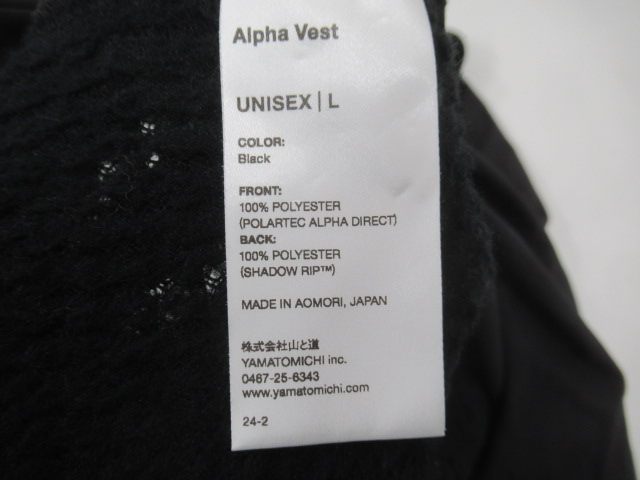 Alpha Vest
UNISEX | L
COLOR:
Black
FRONT:
100% POLYESTER
(POLARTEC ALPHA DIRECT)
BACK:
100% POLYESTER
(SHADOW RIP™)
MADE IN AOMORI, JAPAN
株式会社山と道
YAMATOMICHI inc.
0467-25-6343
www.yamatomichi.com
24-2